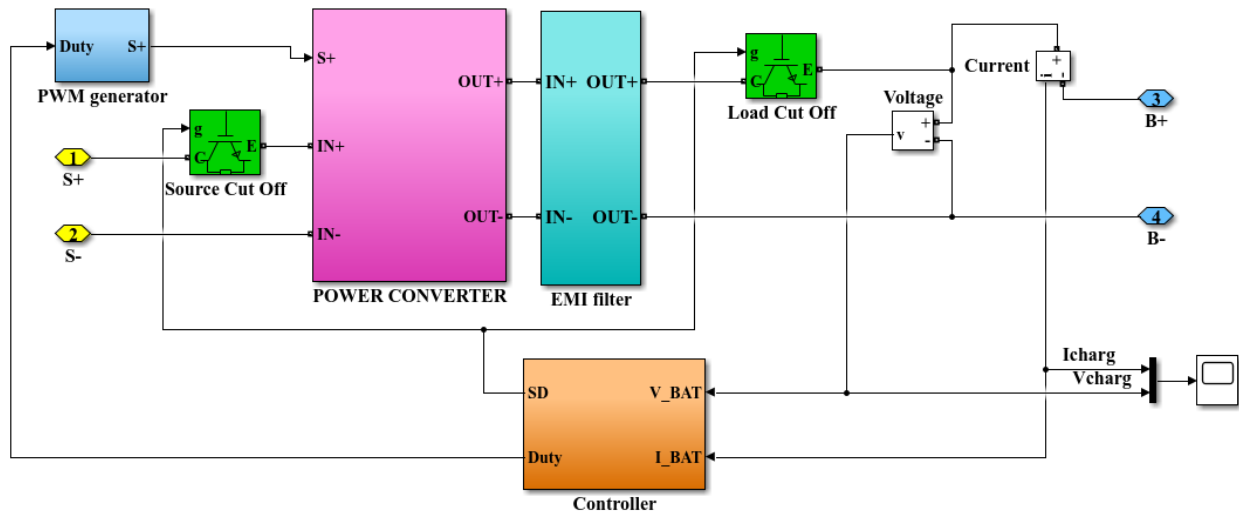 Duty
S+
PWM generator
S+
IN+
IN-
OUT+
OUT-
POWER CONVERTER
IN+
IN-
OUT+
OUT-
EMI filter
g
C
E
Load Cut Off
g
C
E
Source Cut Off
1
S+
2
S-
Current
+
-
i
Voltage
v
+
-
3
B+
4
B-
Icharg
Vcharg
SD
Duty
V_BAT
I_BAT
Controller